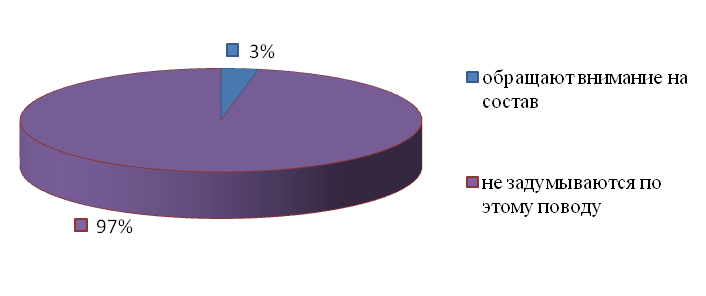 3%
обращают внимание на
состав
не задумываются по
этому поводу
97%